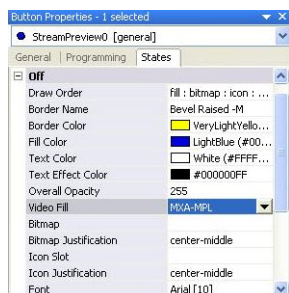 Button Properties - 1 selected
StreamPreview0 [general]
General Programming States
Off
Draw Order fill : bitmap : icon : ...
Border Name Bevel Raised -M
Border Color VeryLightYello...
Fill Color LightBlue (#00...
Text Color White (#FFFF...
Text Effect Color #000000FF
Overall Opacity 255
Video Fill MXA-MPL
Bitmap
Bitmap Justification center-middle
Icon Slot
Icon Justification center-middle
Font Arial [10]